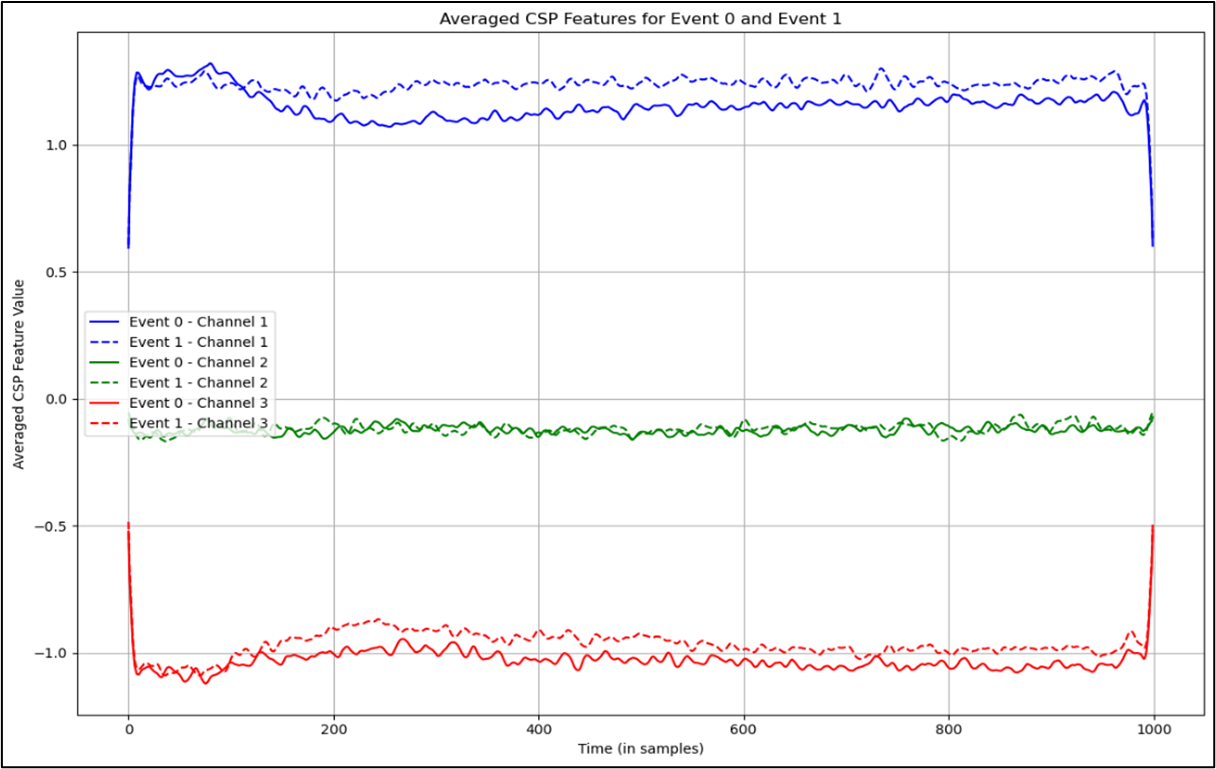 Averaged CSP Features for Event 0 and Event 1
Averaged CSP Feature Value
1.0
0.5
0.0
−0.5
−1.0
Event 0 - Channel 1
Event 1 - Channel 1
Event 0 - Channel 2
Event 1 - Channel 2
Event 0 - Channel 3
Event 1 - Channel 3
0 200 400 600 800 1000
Time (in samples)